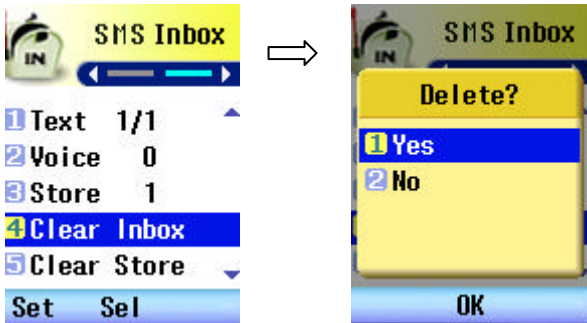 IN
SMS Inbox
1 Text 1/1
2 Voice 0
3 Store 1
4 Clear Inbox
5 Clear Store
Set Sel
IN
SMS Inbox
Delete?
1 Yes
2 No
OK